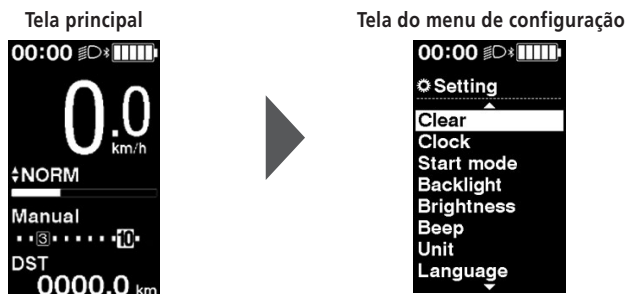 Tela principal
00:00
0.0
km/h
NORM
Manual
3 10
DST
0000.0 km
Tela do menu de configuração
00:00
Setting
Clear
Clock
Start mode
Backlight
Brightness
Beep
Unit
Language